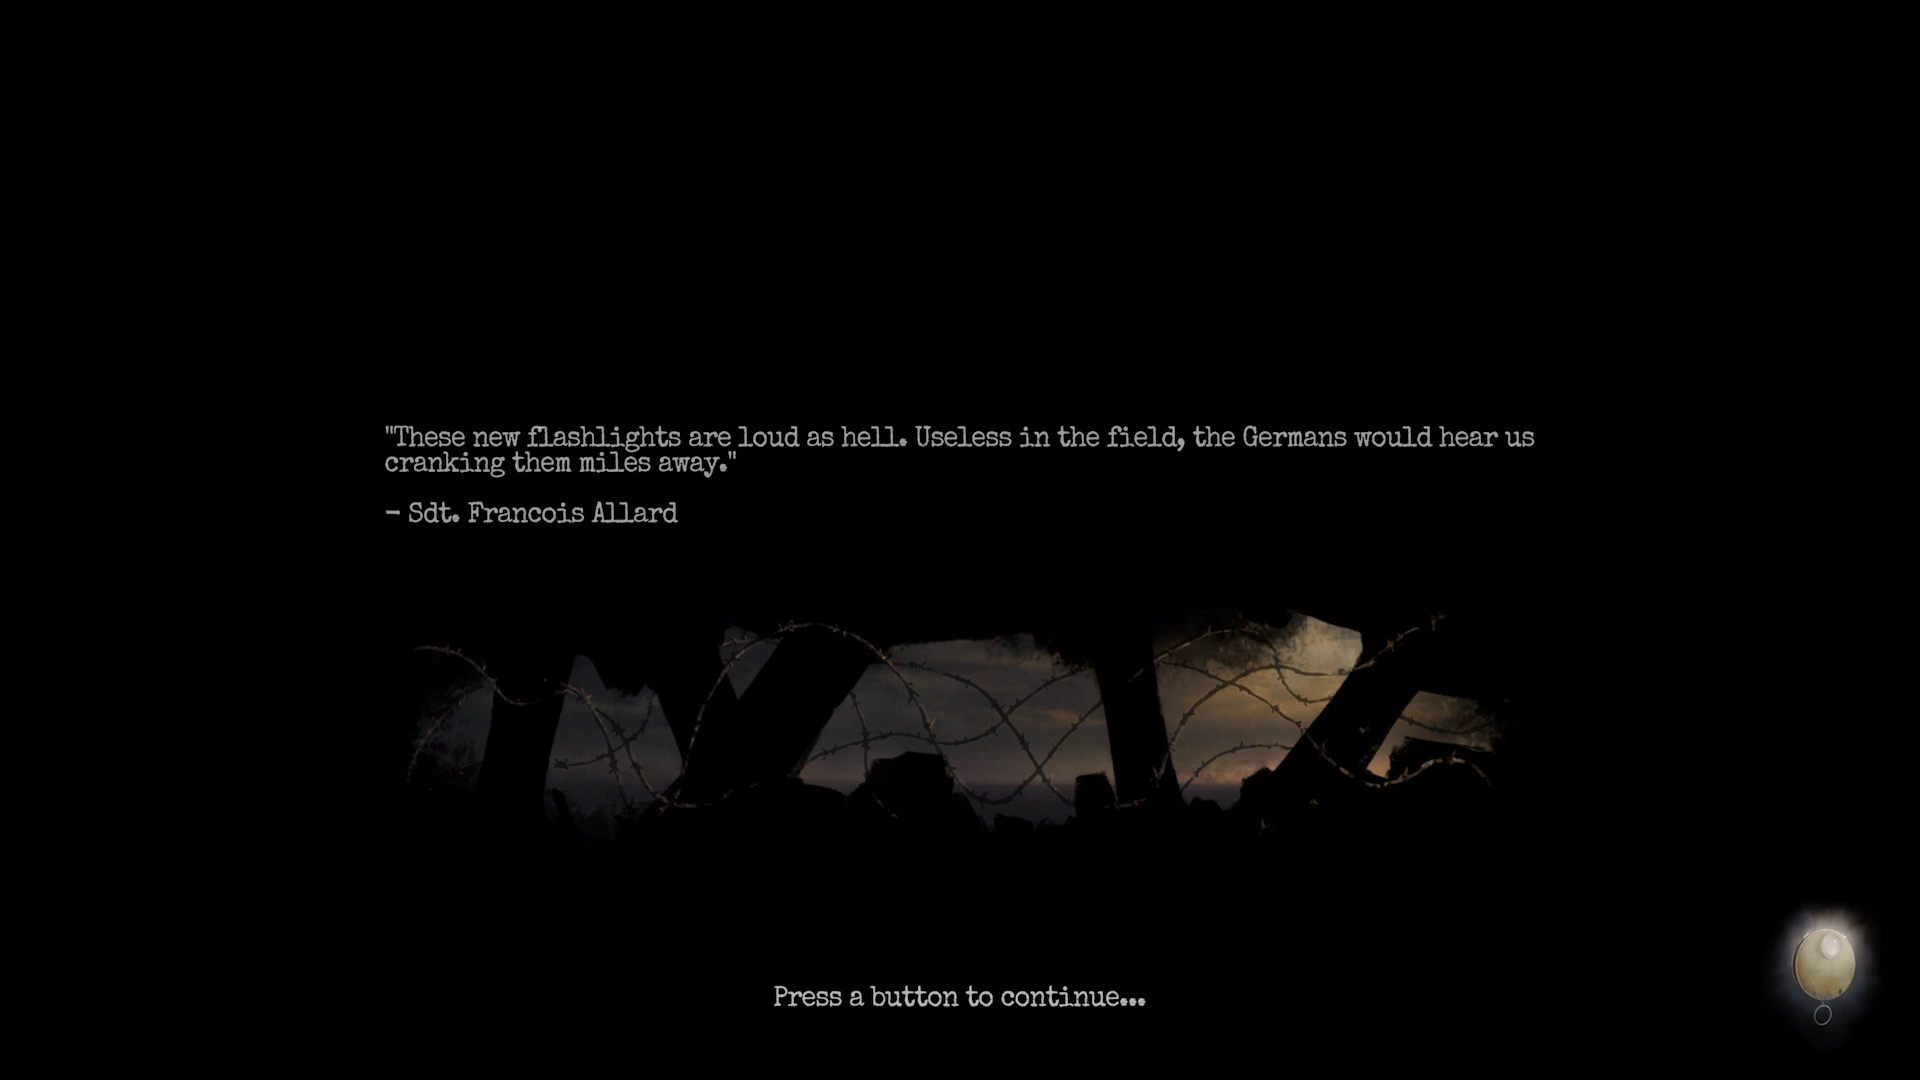 "These new flashlights are loud as hell. Useless in the field, the Germans would hear us
cranking them miles away."
- Sdt. Francois Allard
Press a button to continue...